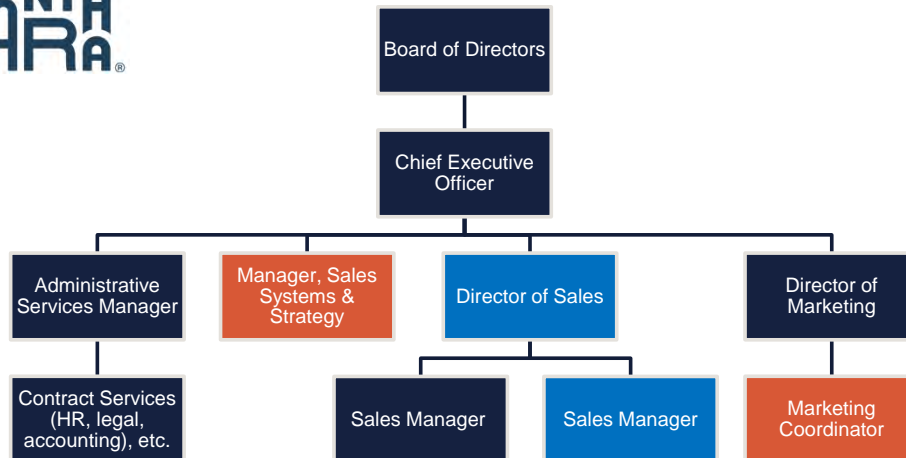 Board of Directors
Chief Executive
Officer
Administrative
Services Manager
Manager, Sales
Systems &
Strategy
Director of Sales
Director of
Marketing
Contract Services
(HR, legal,
accounting), etc.
Sales Manager
Sales Manager
Marketing
Coordinator